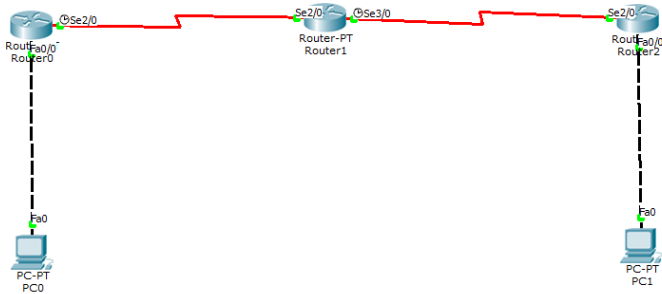 Se2/0
Se2/0
Se3/0
Se2/0
Fa0/0
Router0
Router-PT
Router1
Fa0/0
Router2
Fa0
Fa0
PC-PT
PC0
PC-PT
PC1